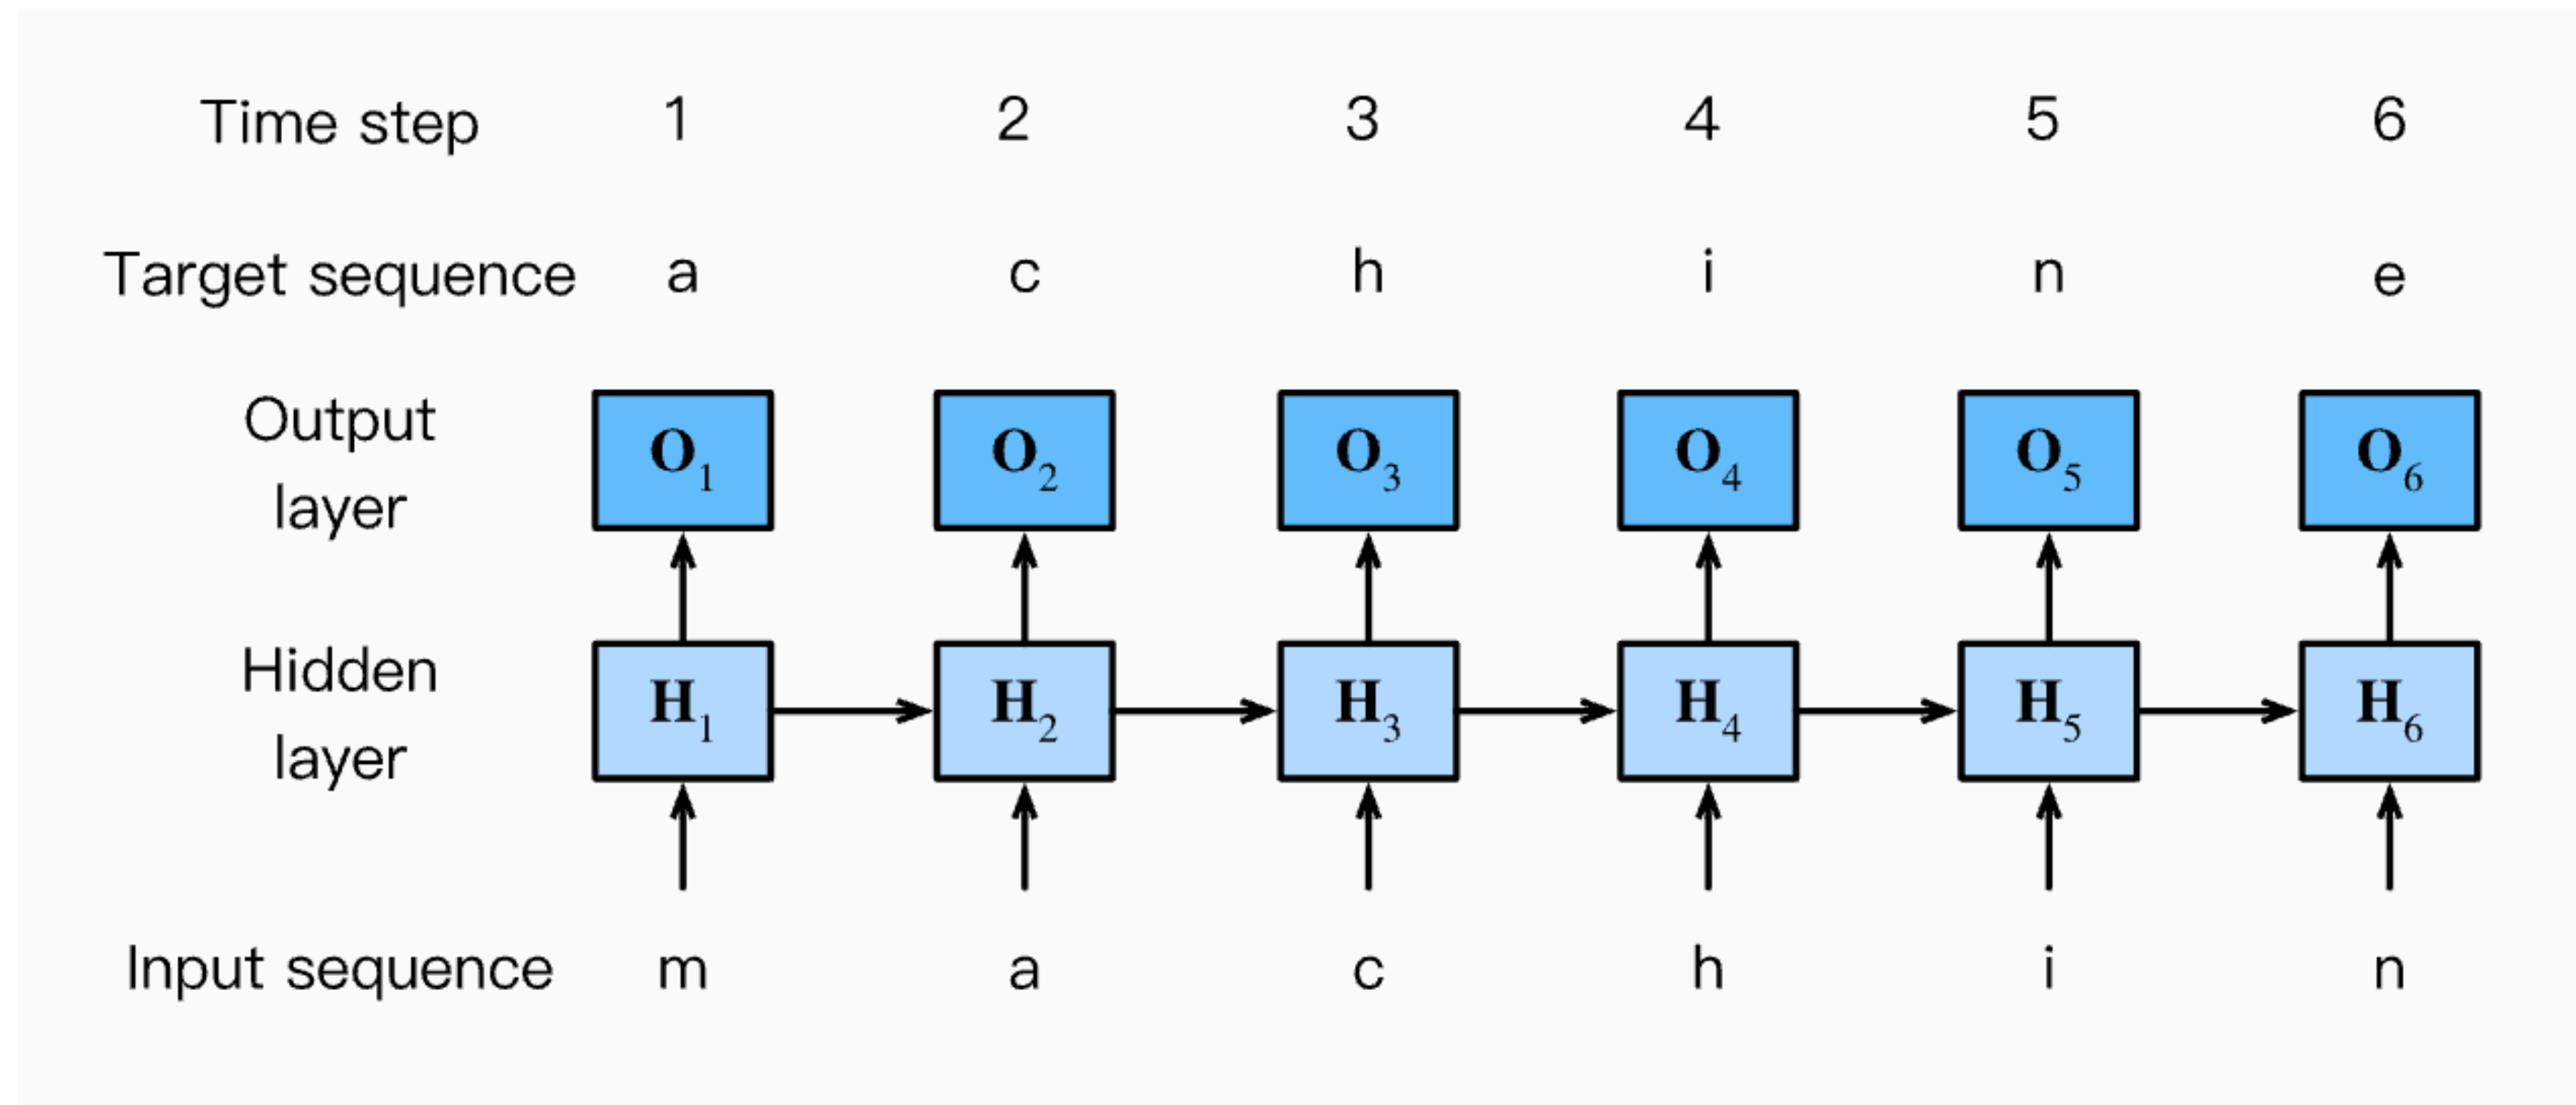 Time step 1 2 3 4 5 6
Target sequence a c h i n e
Output
layer
O1 O2 O3 O4 O5 O6
Hidden
layer
H1 H2 H3 H4 H5 H6
Input sequence m a c h i n